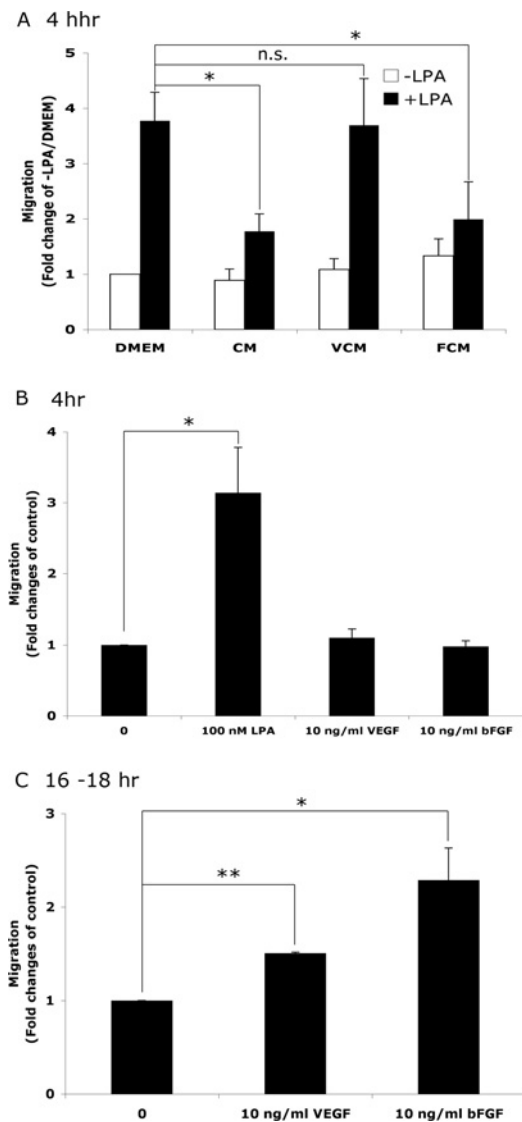 A 4 hhr
*
n.s.
*
-LPA
+LPA
Migration
(Fold change of -LPA/DMEM)
5
4
3
2
1
0
DMEM CM VCM FCM
B 4hr
*
Migration
(Fold changes of control)
4
3
2
1
0
0 100 nM LPA 10 ng/ml VEGF 10 ng/ml bFGF
C 16 -18 hr
*
**
Migration
(Fold changes of control)
3
2
1
0
0 10 ng/ml VEGF 10 ng/ml bFGF